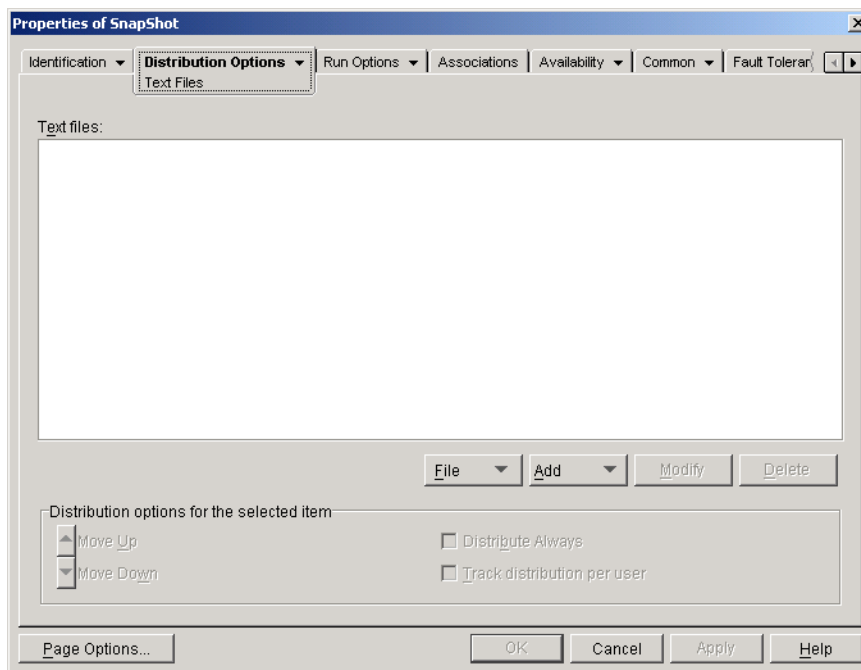 Properties of SnapShot
Identification Distribution Options Run Options Associations Availability Common Fault
Text Files
Text files:
File Add Modify Delete
Distribution options for the selected item
Move Up Distribute Always
Move Down Track distribution per user
Page Options... OK Cancel Apply Help